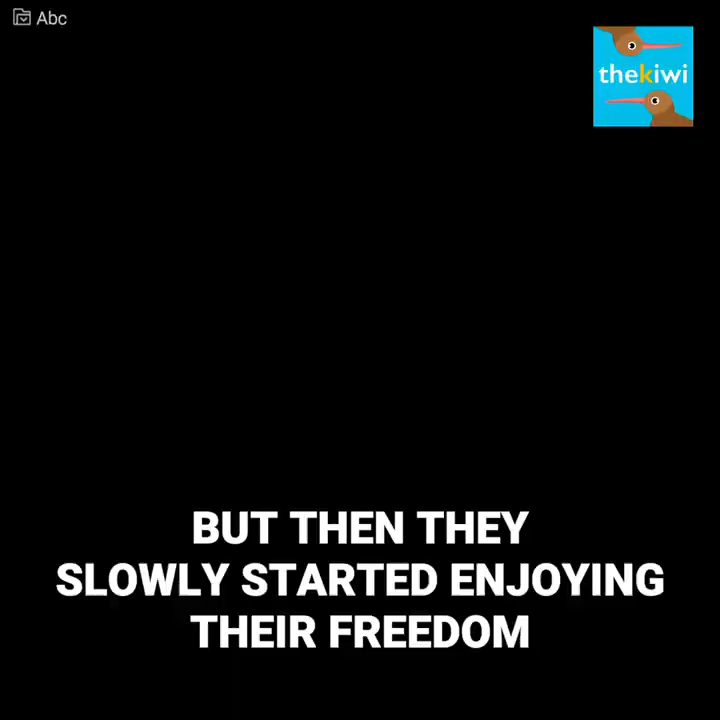 Abc
thekiwi
BUT THEN THEY
SLOWLY STARTED ENJOYING
THEIR FREEDOM